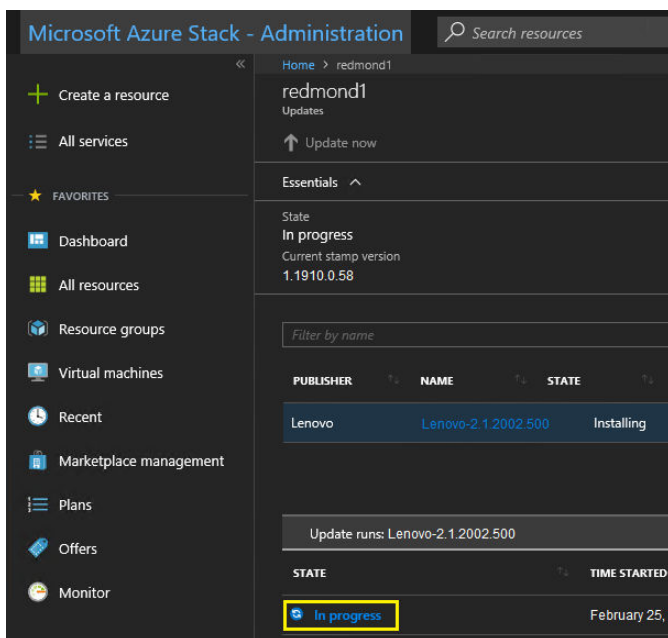 Microsoft Azure Stack - Administration
Search resources
«
Home > redmond1
Create a resource
redmond1
Updates
All services
Update now
Essentials
FAVORITES
State
In progress
Dashboard
Current stamp version
1.1910.0.58
All resources
Resource groups
Filter by name
Virtual machines
PUBLISHER NAME STATE
Recent
Lenovo Lenovo-2.1.2002.500 Installing
Marketplace management
Plans
Update runs: Lenovo-2.1.2002.500
Offers
STATE TIME STARTED
Monitor
In progress February 25,